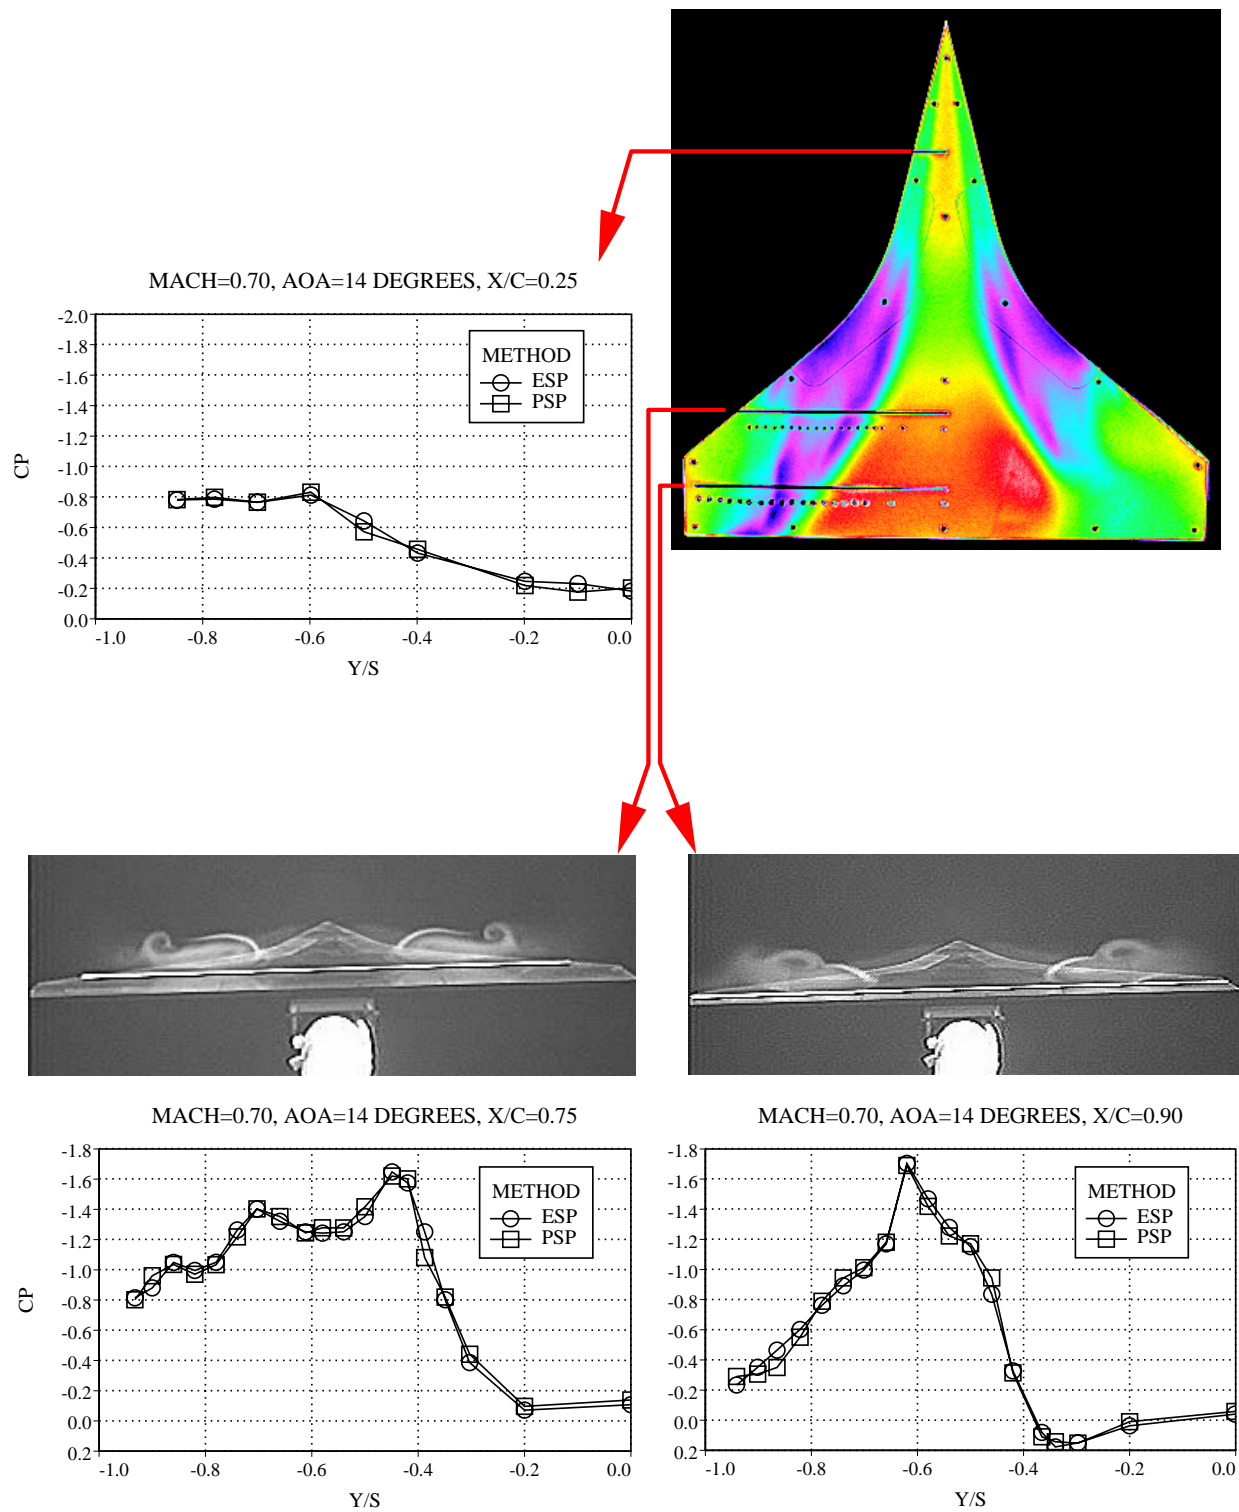 MACH=0.70, AOA=14 DEGREES, X/C=0.25
-2.0
-1.8
-1.6
-1.4
-1.2
-1.0
-0.8
-0.6
-0.4
-0.2
0.0
CP
METHOD
ESP
PSP
-1.0 -0.8 -0.6 -0.4 -0.2 0.0
Y/S
MACH=0.70, AOA=14 DEGREES, X/C=0.75
-1.8
-1.6
-1.4
-1.2
-1.0
-0.8
-0.6
-0.4
-0.2
0.0
0.2
CP
METHOD
ESP
PSP
-1.0 -0.8 -0.6 -0.4 -0.2 0.0
Y/S
MACH=0.70, AOA=14 DEGREES, X/C=0.90
-1.8
-1.6
-1.4
-1.2
-1.0
-0.8
-0.6
-0.4
-0.2
0.0
0.2
METHOD
ESP
PSP
-1.0 -0.8 -0.6 -0.4 -0.2 0.0
Y/S